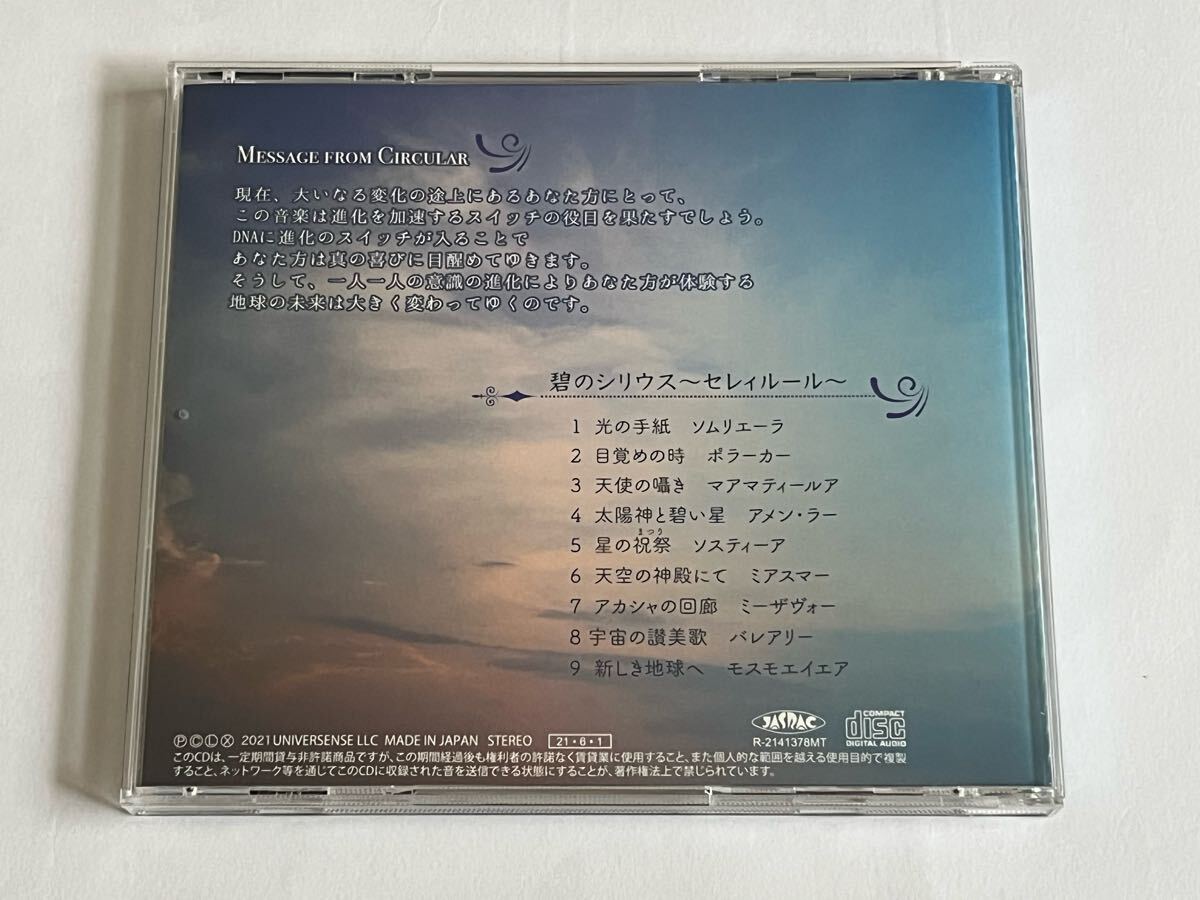 MESSAGE FROM CIRCULAR
現在、大いなる変化の途上にあるあなた方にとって、
この音楽は進化を加速するスイッチの役目を果たすでしょう。
DNAに進化のスイッチが入ることで
あなた方は真の喜びに目醒めてゆきます。
そうして、一人一人の意識の進化によりあなた方が体験する
地球の未来は大きく変わってゆくのです。
碧のシリウス～セレィルール～
1 光の手紙 ソムリエーラ
2 目覚めの時 ポラーカー
3 天使の囁き マアマティールア
4 太陽神と碧い星 アメン・ラー
まつり
5 星の祝祭 ソスティーア
6 天空の神殿にて ミアスマー
7 アカシャの回廊 ミーザヴォー
8 宇宙の讃美歌 バレアリー
9 新しき地球へ モスモエイエア
JASRAC
R-2141378MT
COMPACT
disc
DIGITAL AUDIO
Ⓟ Ⓒ Ⓛ Ⓧ 2021 UNIVERSENSE LLC MADE IN JAPAN STEREO 21・6・1
このCDは、一定期間貸与非許諾商品ですが、この期間経過後も権利者の許諾なく賃貸業に使用すること、また個人的な範囲を越える使用目的で複製
すること、ネットワーク等を通じてこのCDに収録された音を送信できる状態にすることが、著作権法上で禁じられています。